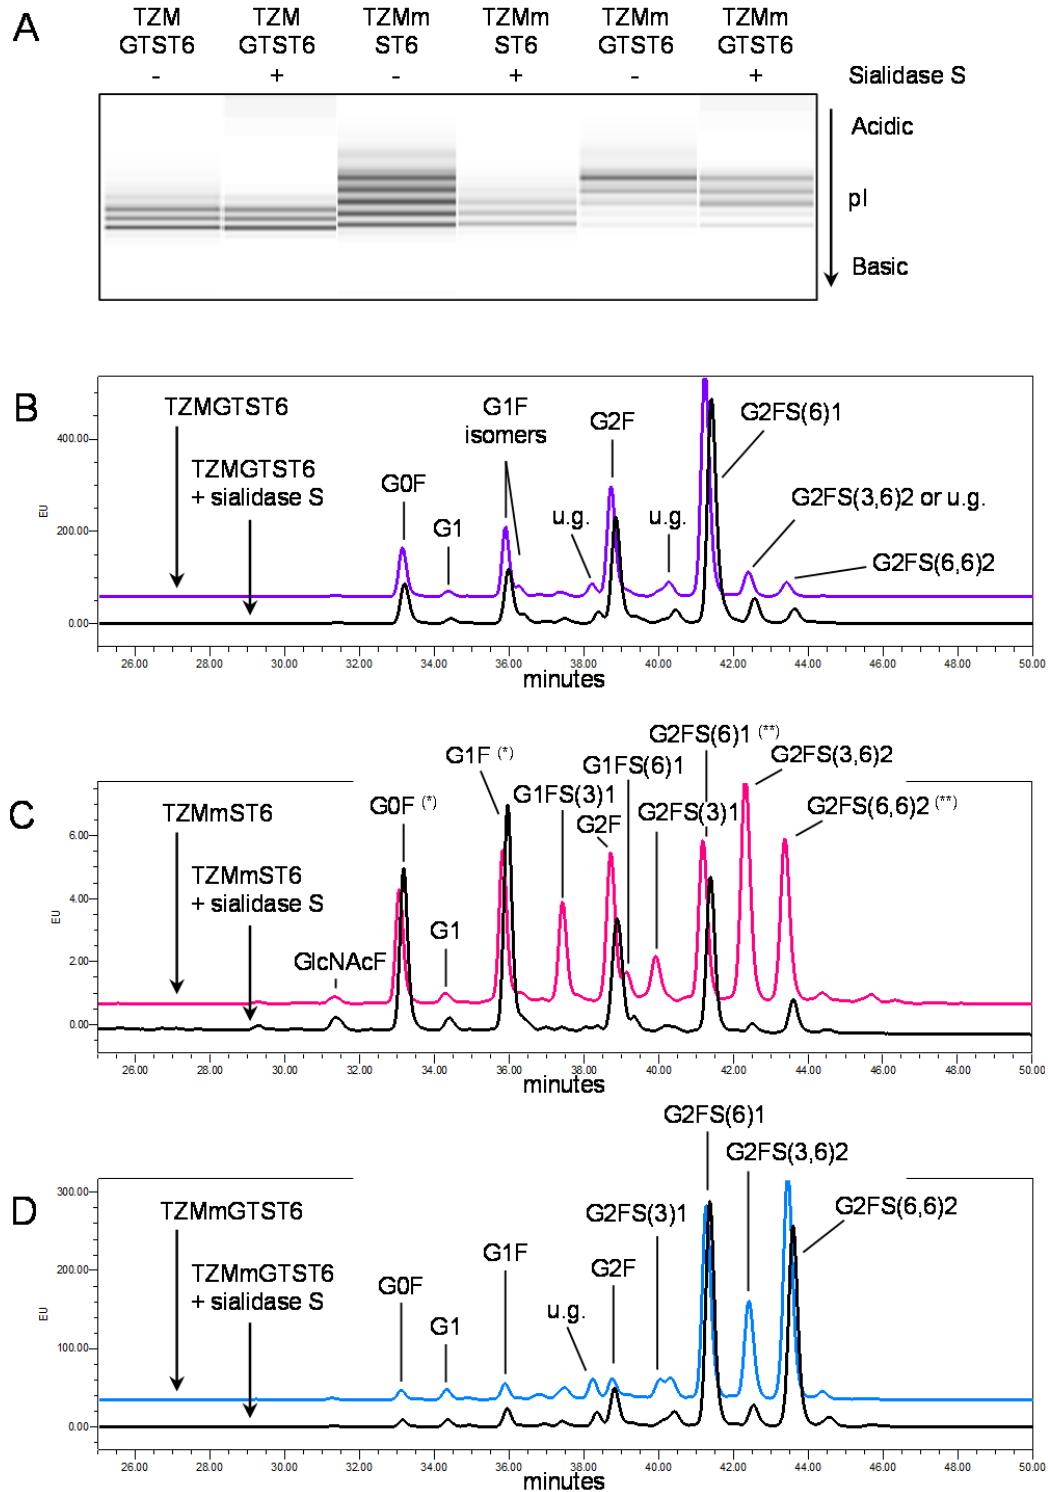 A
TZM GTST6
TZM GTST6
TZMm ST6
TZMm ST6
TZMm GTST6
TZMm GTST6
- + - + - + Sialidase S
Acidic
pI
Basic
B
TZMGTST6
TZMGTST6
+ sialidase S
G0F
G1
G1F
isomers
u.g.
G2F
u.g.
G2FS(6)1
G2FS(3,6)2 or u.g.
G2FS(6,6)2
EU
400.00
200.00
0.00
26.00 28.00 30.00 32.00 34.00 36.00 38.00 40.00 42.00 44.00 46.00 48.00 50.00
minutes
C
TZMmST6
TZMmST6
+ sialidase S
GlcNAcF
G0F (*)
G1
G1F (*)
G1FS(3)1
G2F
G1FS(6)1
G2FS(3)1
G2FS(6)1 (**)
G2FS(3,6)2
G2FS(6,6)2 (**)
EU
6.00
4.00
2.00
0.00
26.00 28.00 30.00 32.00 34.00 36.00 38.00 40.00 42.00 44.00 46.00 48.00 50.00
minutes
D
TZMmGTST6
TZMmGTST6
+ sialidase S
G0F
G1
G1F
u.g.
G2F
G2FS(3)1
G2FS(6)1
G2FS(3,6)2
G2FS(6,6)2
EU
300.00
200.00
100.00
0.00
26.00 28.00 30.00 32.00 34.00 36.00 38.00 40.00 42.00 44.00 46.00 48.00 50.00
minutes